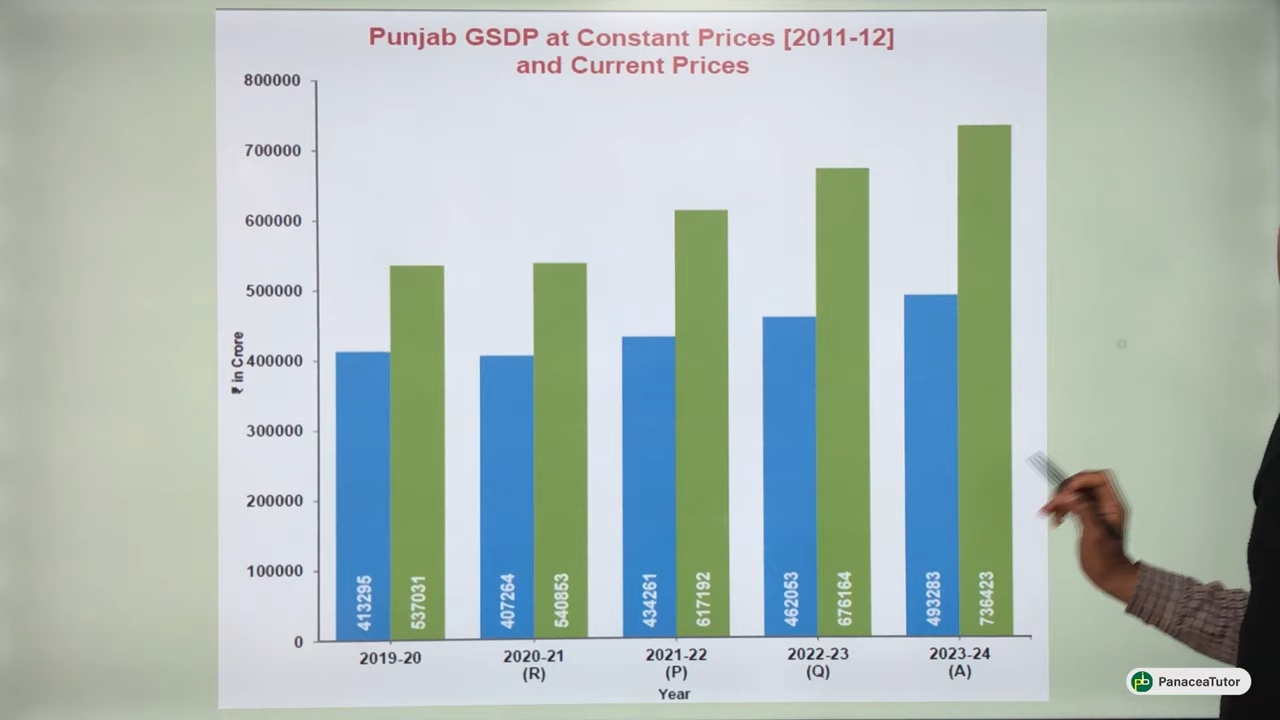 Punjab GSDP at Constant Prices [2011-12]
and Current Prices
₹ in Crore
800000
700000
600000
500000
400000
300000
200000
100000
0
413295
537031
407264
540853
434261
617192
462053
676164
493283
736423
2019-20
2020-21
(R)
2021-22
(P)
2022-23
(Q)
2023-24
(A)
Year
pb PanaceaTutor